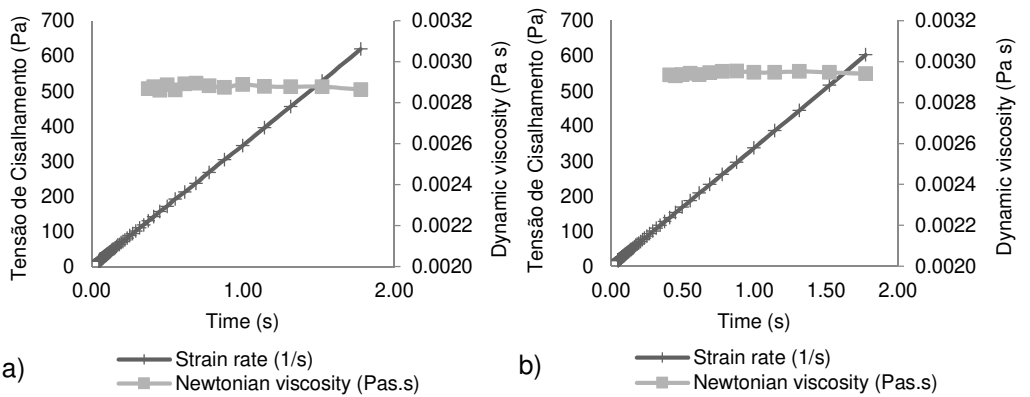 Tensão de Cisalhamento (Pa)
700
600
500
400
300
200
100
0
0.0032
0.0030
0.0028
0.0026
0.0024
0.0022
0.0020
Dynamic viscosity (Pa s)
0.00 1.00 2.00
Time (s)
Strain rate (1/s)
Newtonian viscosity (Pas.s)
a)
Tensão de Cisalhamento (Pa)
700
600
500
400
300
200
100
0
0.0032
0.0030
0.0028
0.0026
0.0024
0.0022
0.0020
Dynamic viscosity (Pa s)
0.00 0.50 1.00 1.50 2.00
Time (s)
Strain rate (1/s)
Newtonian viscosity (Pas.s)
b)